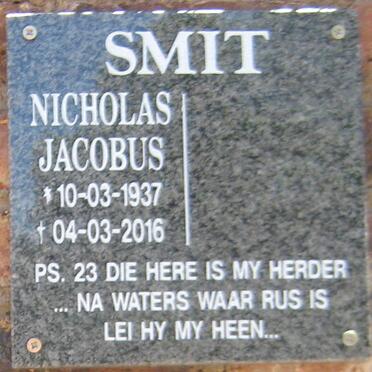 SMIT
NICHOLAS
JACOBUS
* 10-03-1937
† 04-03-2016
PS. 23 DIE HERE IS MY HERDER
... NA WATERS WAAR RUS IS
LEI HY MY HEEN...